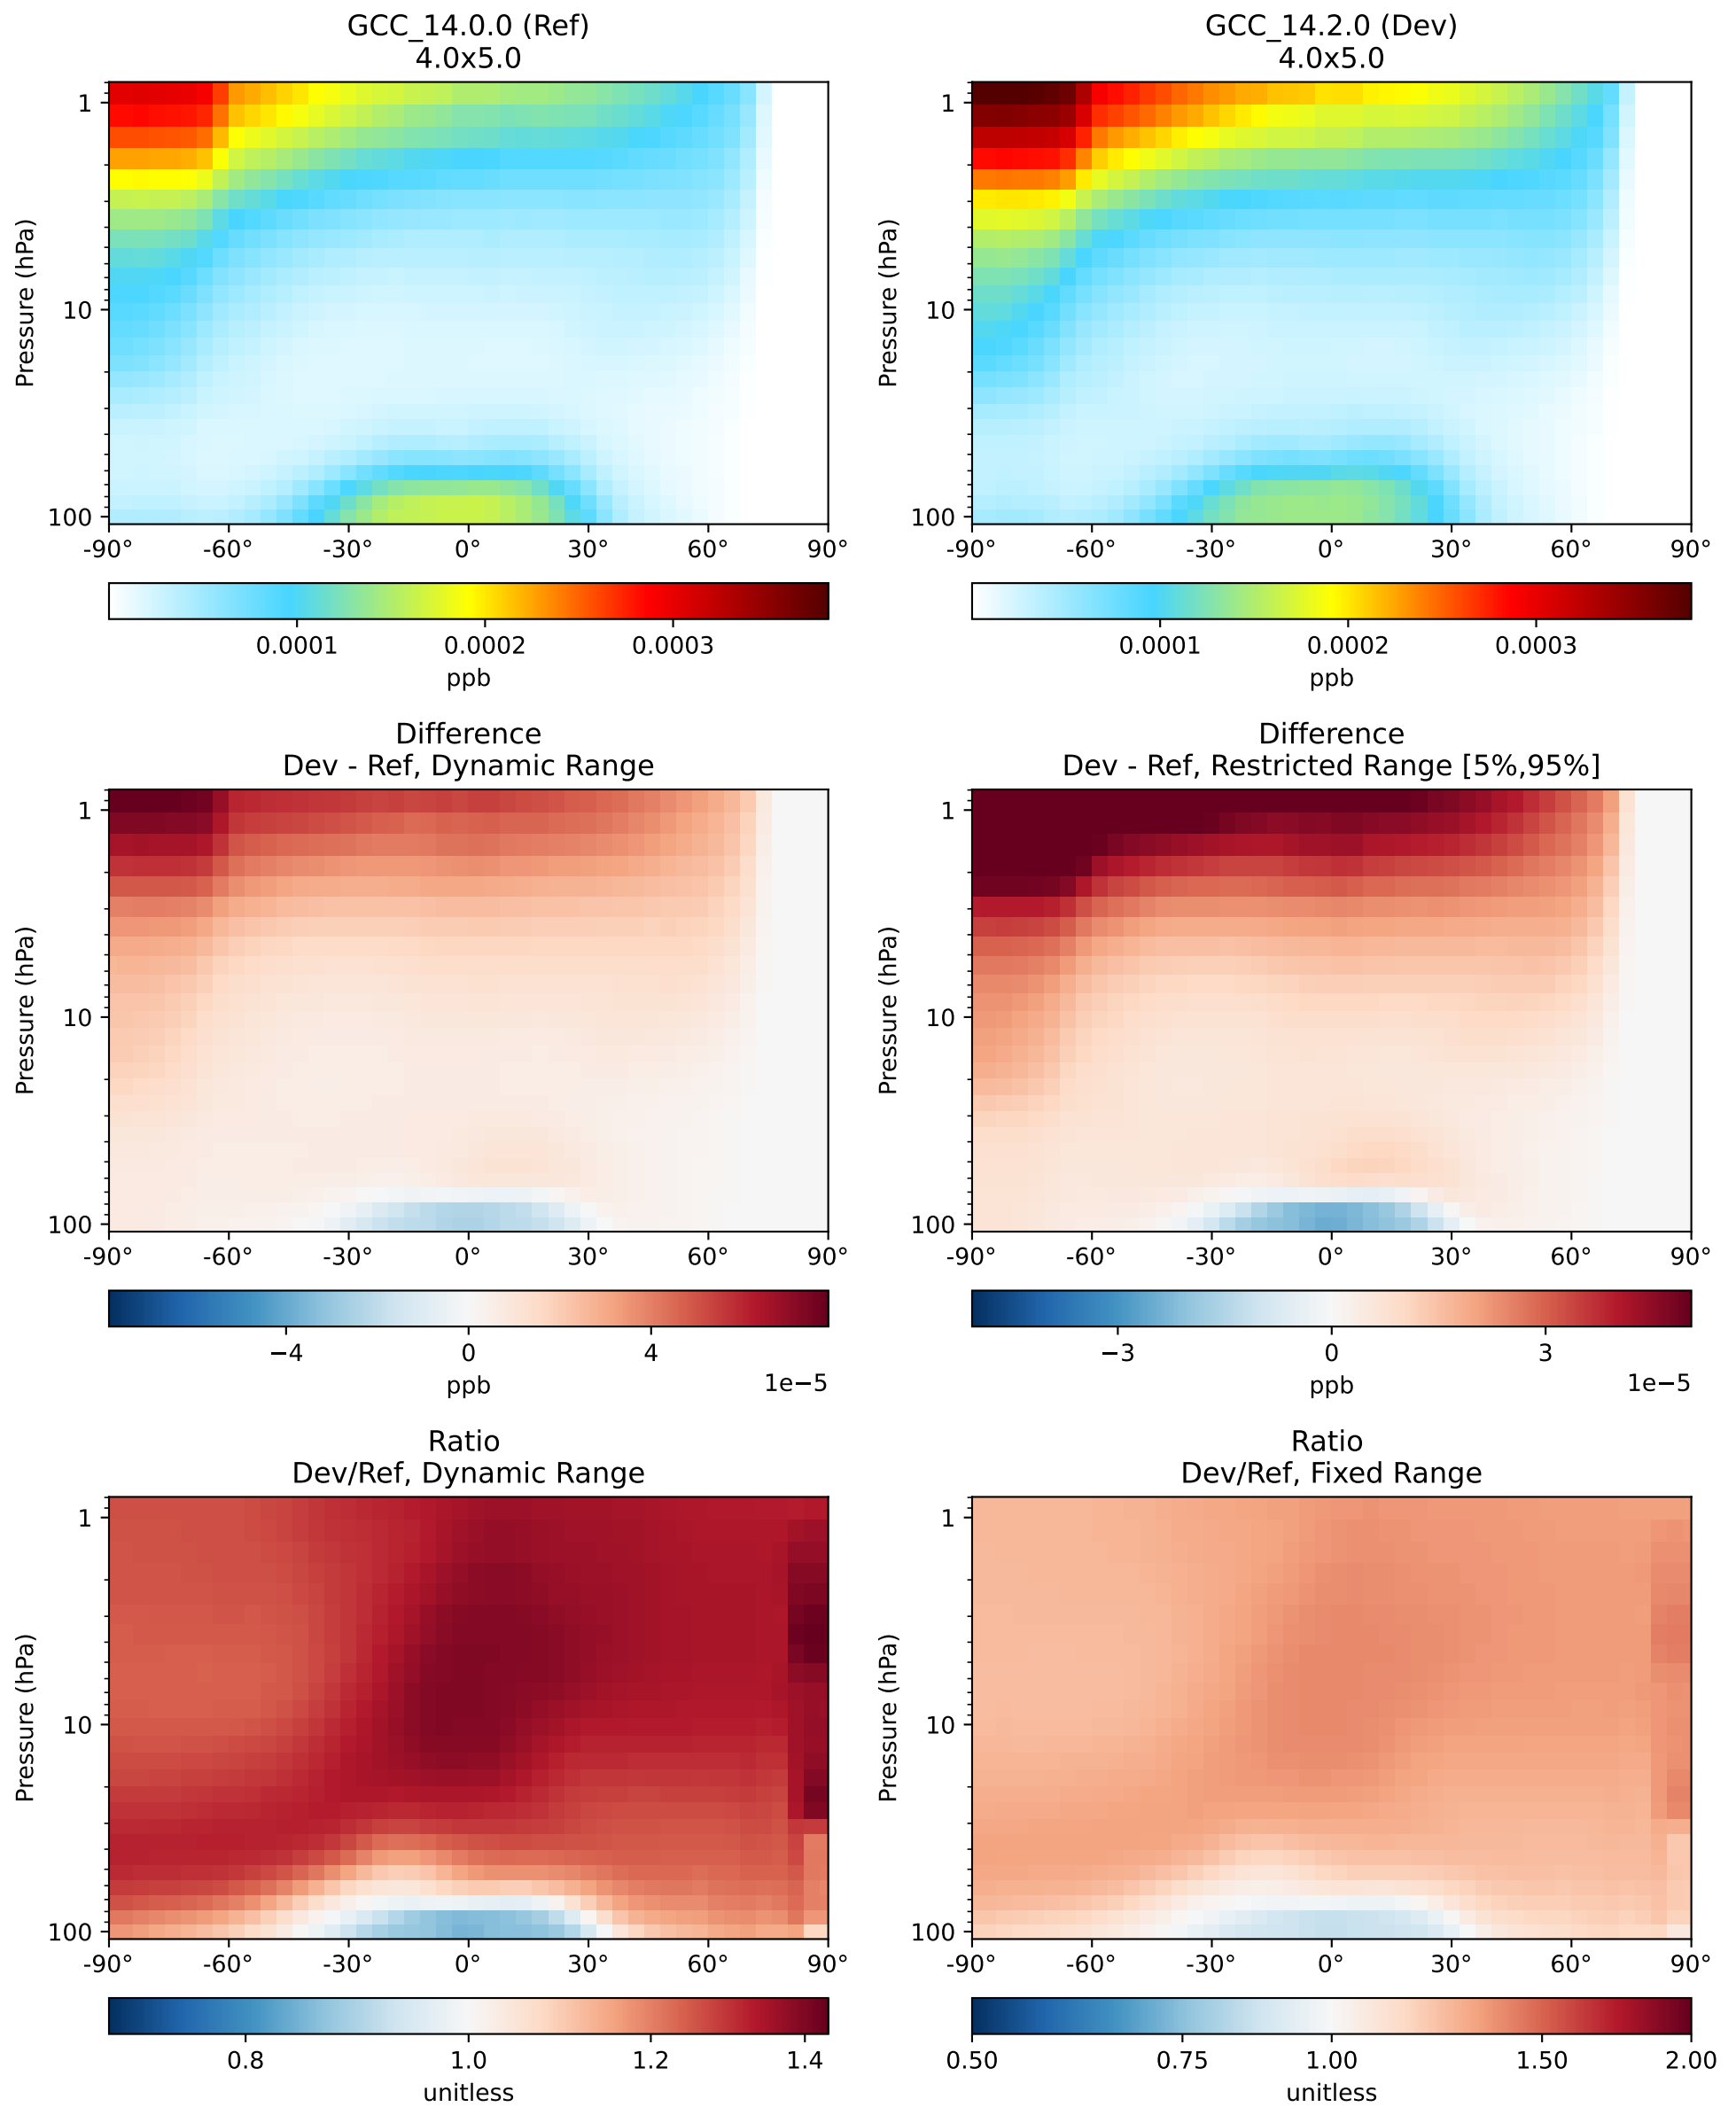 GCC_14.0.0 (Ref)
4.0x5.0
GCC_14.2.0 (Dev)
4.0x5.0
Pressure (hPa)
1
10
100
-90° -60° -30° 0° 30° 60° 90°
0.0001 0.0002 0.0003
ppb
Pressure (hPa)
1
10
100
-90° -60° -30° 0° 30° 60° 90°
0.0001 0.0002 0.0003
ppb
Difference
Dev - Ref, Dynamic Range
Difference
Dev - Ref, Restricted Range [5%,95%]
Pressure (hPa)
1
10
100
-90° -60° -30° 0° 30° 60° 90°
−4 0 4
ppb
1e−5
Pressure (hPa)
1
10
100
-90° -60° -30° 0° 30° 60° 90°
−3 0 3
ppb
1e−5
Ratio
Dev/Ref, Dynamic Range
Ratio
Dev/Ref, Fixed Range
Pressure (hPa)
1
10
100
-90° -60° -30° 0° 30° 60° 90°
0.8 1.0 1.2 1.4
unitless
Pressure (hPa)
1
10
100
-90° -60° -30° 0° 30° 60° 90°
0.50 0.75 1.00 1.50 2.00
unitless